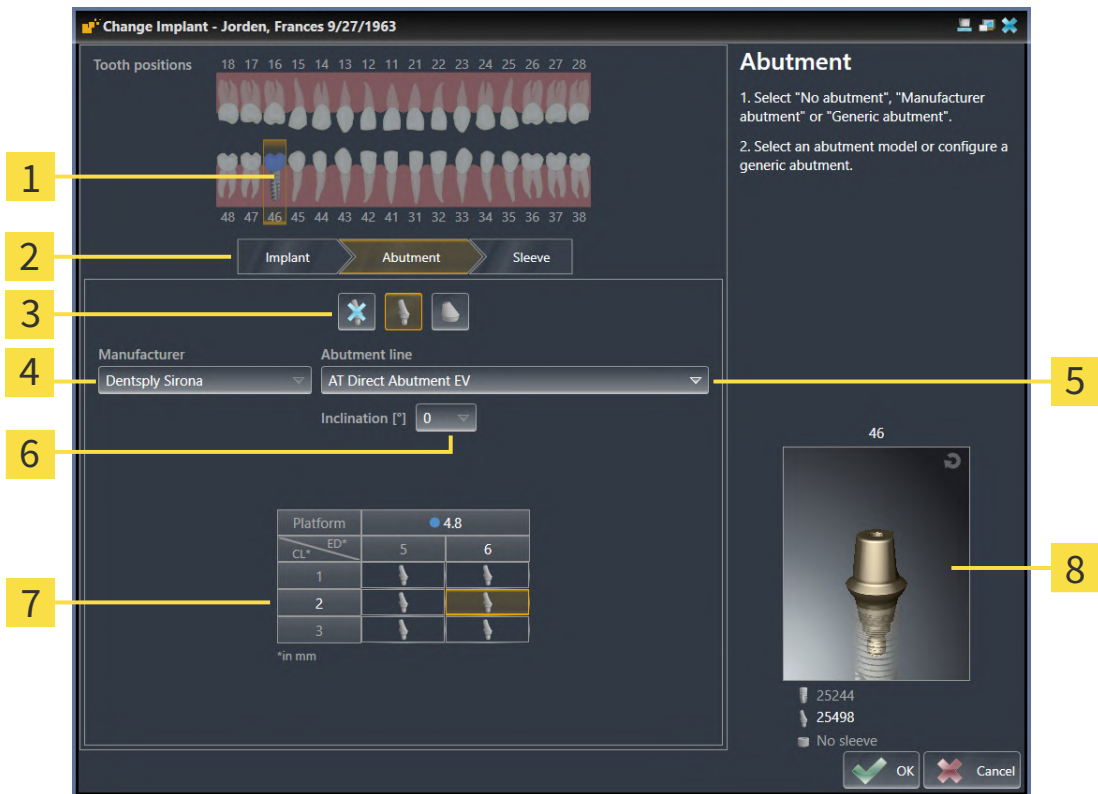 Change Implant - Jorden, Frances 9/27/1963
Tooth positions
18 17 16 15 14 13 12 11 21 22 23 24 25 26 27 28
48 47 46 45 44 43 42 41 31 32 33 34 35 36 37 38
1
2
Implant
Abutment
Sleeve
3
Manufacturer
Abutment line
4
Dentsply Sirona
AT Direct Abutment EV
5
Inclination [°]
0
6
Platform
4.8
CL*
ED*
5
6
1
2
3
7
*in mm
Abutment
1. Select "No abutment", "Manufacturer
abutment" or "Generic abutment".
2. Select an abutment model or configure a
generic abutment.
46
8
25244
25498
No sleeve
OK
Cancel